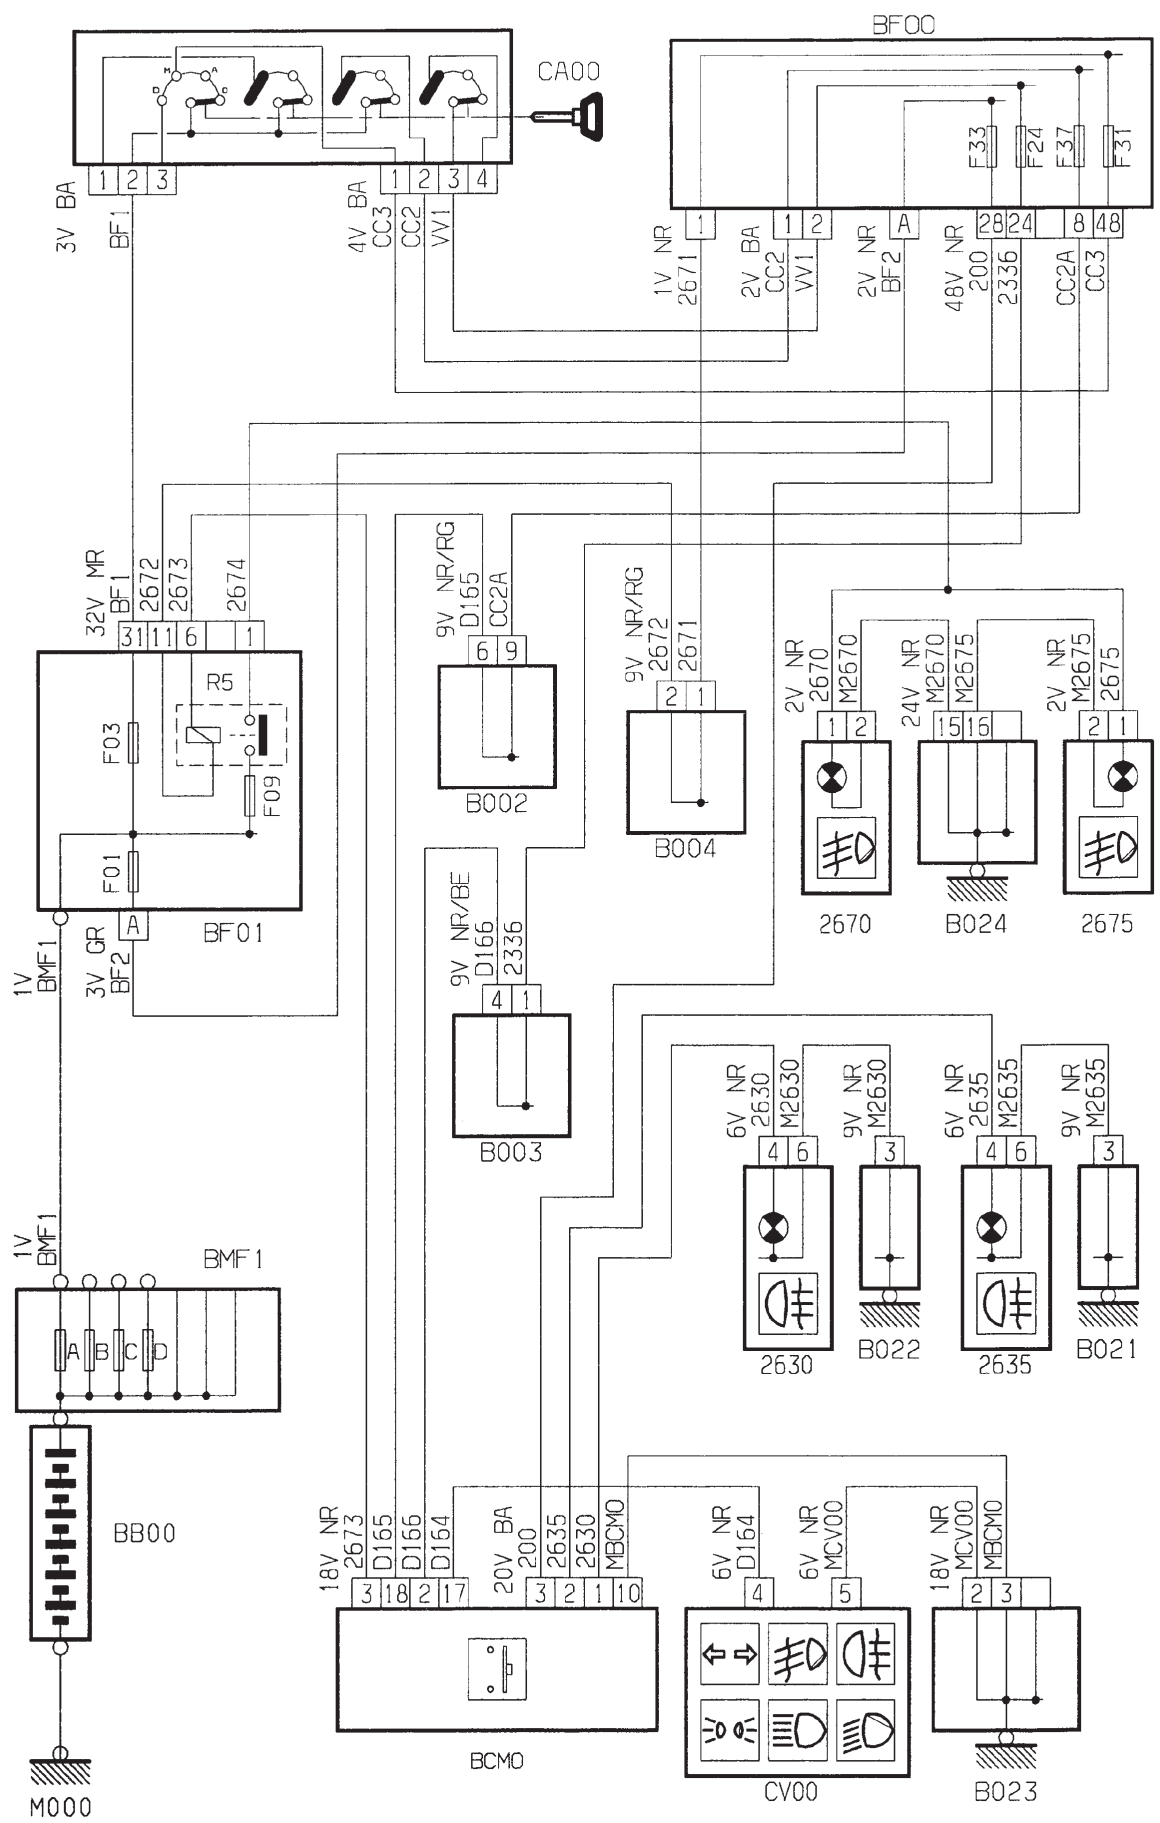 BF00
CA00
M A
D C
F33 F24 F37 F31
1 2 3
1 2 3 4
1
1 2
A
28 24 8 48
3V BA
BF1
4V BA
CC3
CC2
VV1
1V NR
2671
2V BA
CC2
VV1
2V NR
BF2
48V NR
200
2336
CC2A
CC3
32V MR
BF1
2672
2673
2674
31 11 6 1
R5
F03
F09
F01
A
BF01
1V
BMF1
3V GR
BF2
9V NR/RG
D165
CC2A
6 9
B002
9V NR/RG
2672
2671
2 1
B004
2V NR
2670
M2670
1 2
2670
24V NR
M2670
M2675
15 16
B024
2V NR
M2675
2675
2 1
2675
9V NR/BE
D166
2336
4 1
B003
6V NR
2630
M2630
4 6
2630
9V NR
M2630
3
B022
6V NR
2635
M2635
4 6
2635
9V NR
M2635
3
B021
1V
BMF1
BMF1
A B C D
BB00
M000
18V NR
2673
D165
D166
D164
3 18 2 17
20V BA
200
2635
2630
MBCM0
3 2 1 10
BCM0
6V NR
D164
4
6V NR
MCV00
5
CV00
18V NR
MCV00
MBCM0
2 3
B023